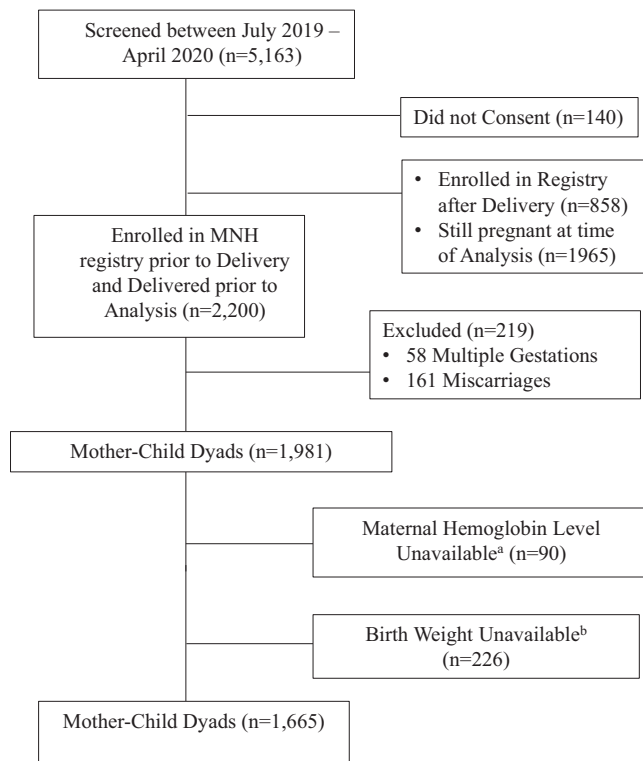 Screened between July 2019 –
April 2020 (n=5,163)
Did not Consent (n=140)
• Enrolled in Registry
after Delivery (n=858)
• Still pregnant at time
of Analysis (n=1965)
Enrolled in MNH
registry prior to Delivery
and Delivered prior to
Analysis (n=2,200)
Excluded (n=219)
• 58 Multiple Gestations
• 161 Miscarriages
Mother-Child Dyads (n=1,981)
Maternal Hemoglobin Level
Unavailableᵃ (n=90)
Birth Weight Unavailableᵇ
(n=226)
Mother-Child Dyads (n=1,665)